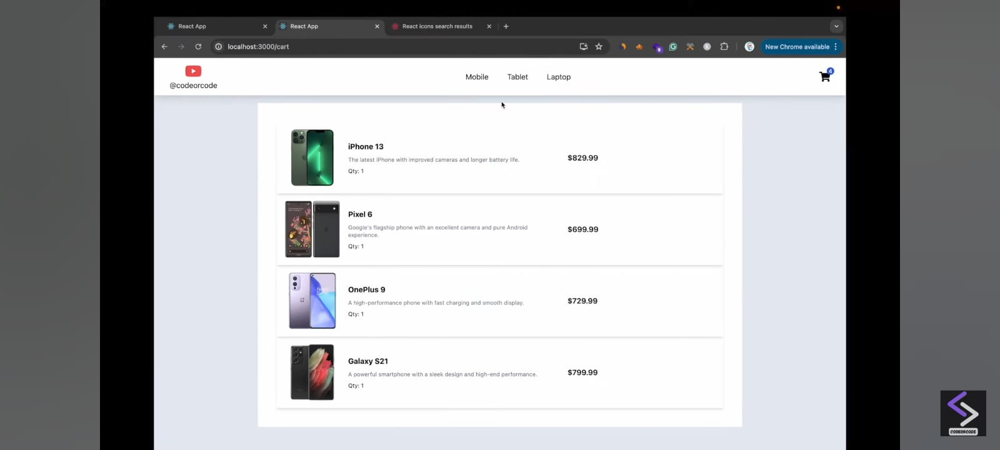 React App
React App
React icons search results
localhost:3000/cart
9
New Chrome available
@codeorcode
Mobile
Tablet
Laptop
4
iPhone 13
The latest iPhone with improved cameras and longer battery life.
Qty: 1
$829.99
Pixel 6
Google's flagship phone with an excellent camera and pure Android
experience.
Qty: 1
$699.99
OnePlus 9
A high-performance phone with fast charging and smooth display.
Qty: 1
$729.99
Galaxy S21
A powerful smartphone with a sleek design and high-end performance.
Qty: 1
$799.99
CODEORCODE